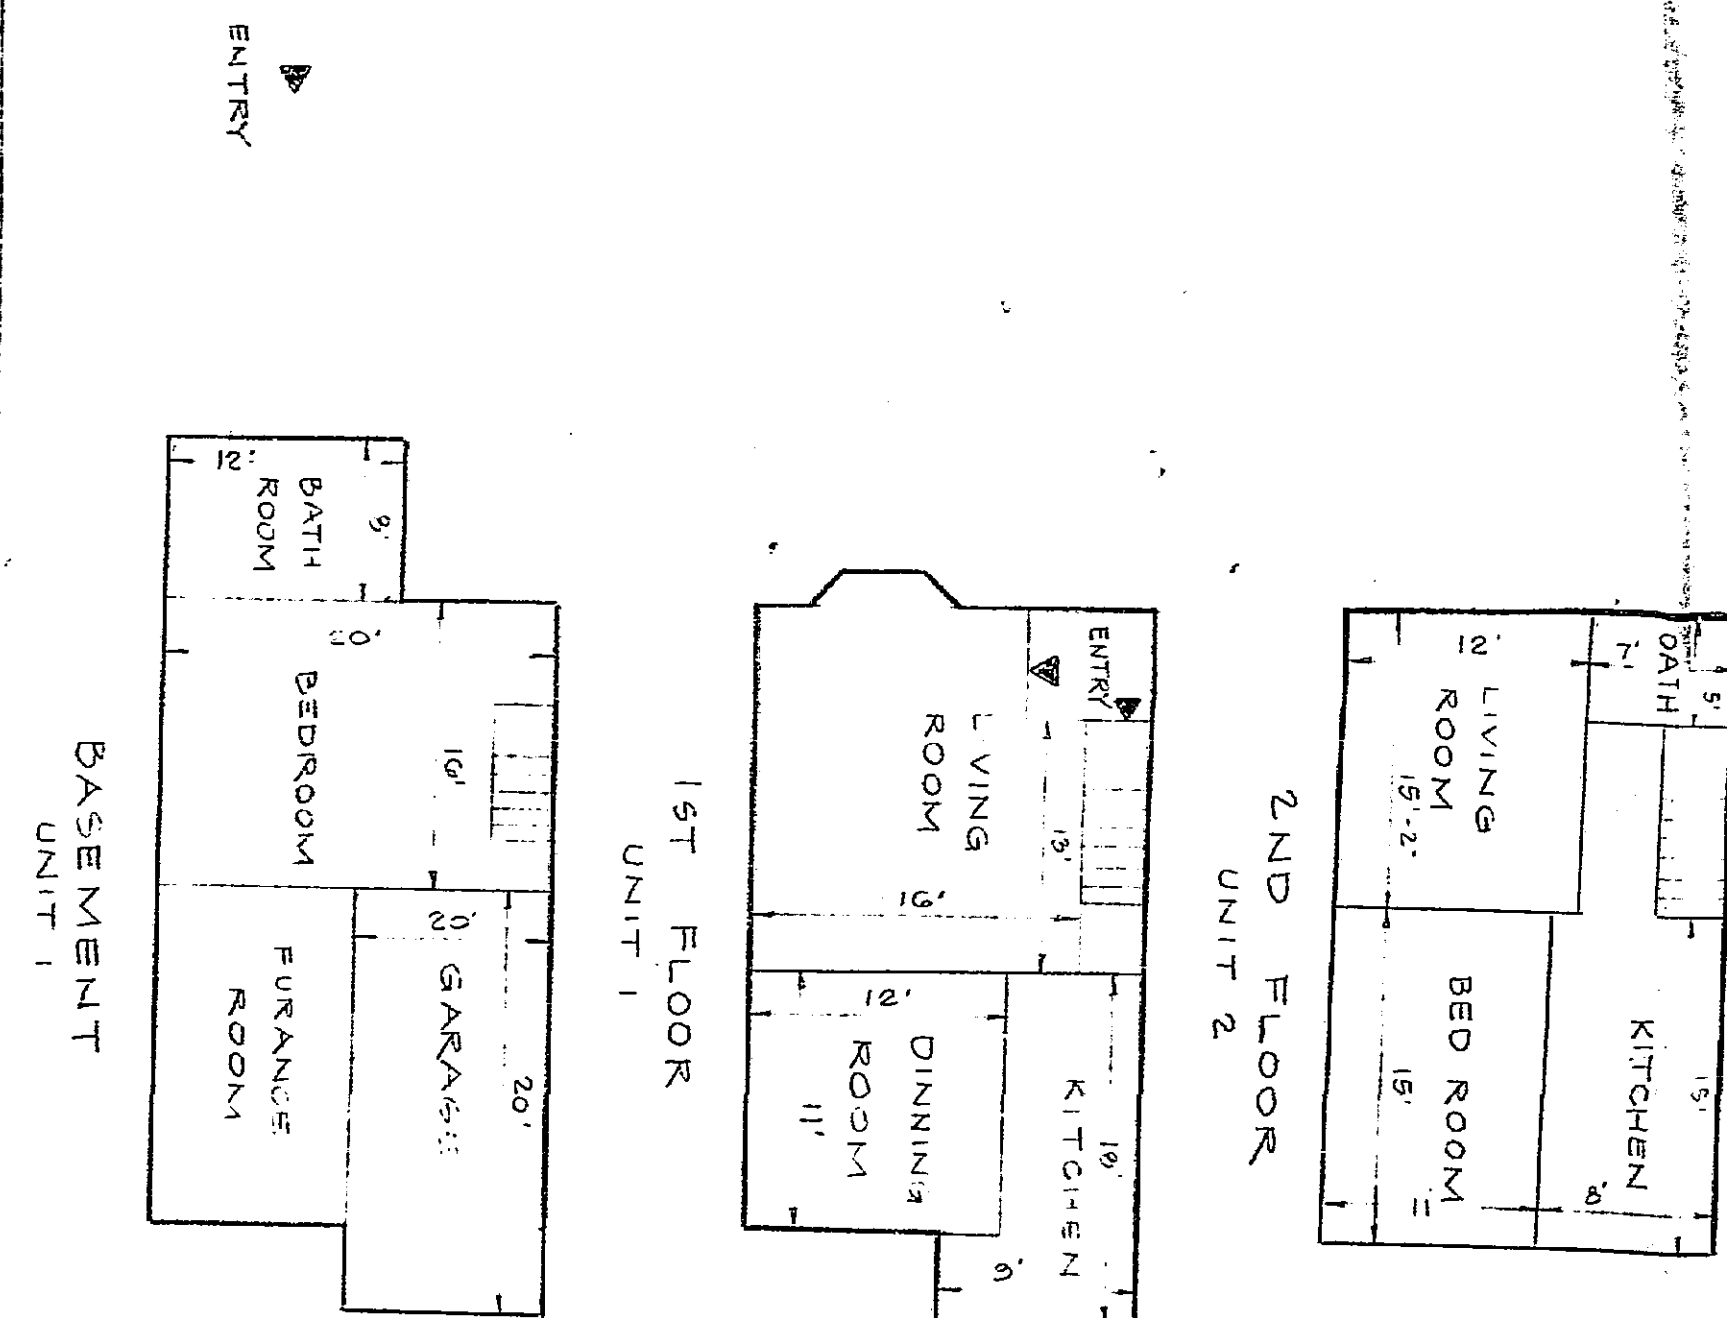 ENTRY
12'
BATH
ROOM
8'
20'
BEDROOM
16'
20'
GARAGE
20'
FURANCE
ROOM
BASEMENT
UNIT 1
ENTRY
LIVING
ROOM
13'
16'
12'
DINNING
ROOM
11'
KITCHEN
18'
9'
1ST FLOOR
UNIT 1
12'
LIVING
ROOM
15'-2"
7'
BATH
5'
BED ROOM
15'
11
KITCHEN
15'
8'
2ND FLOOR
UNIT 2